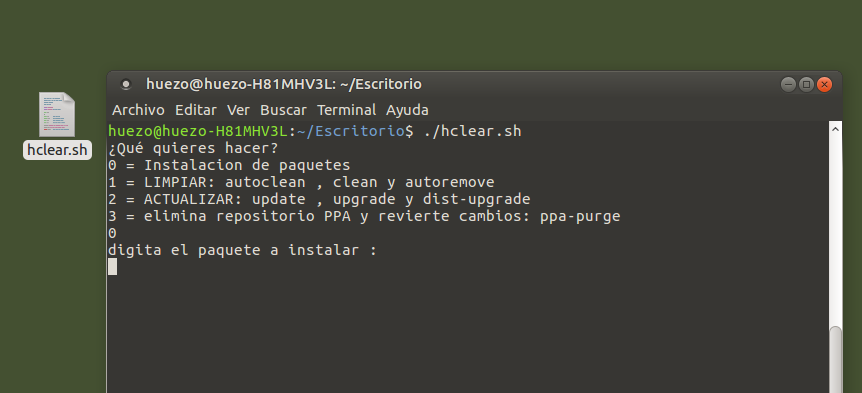 hclear.sh
huezo@huezo-H81MHV3L: ~/Escritorio
Archivo Editar Ver Buscar Terminal Ayuda
huezo@huezo-H81MHV3L:~/Escritorio$ ./hclear.sh
¿Qué quieres hacer?
0 = Instalacion de paquetes
1 = LIMPIAR: autoclean , clean y autoremove
2 = ACTUALIZAR: update , upgrade y dist-upgrade
3 = elimina repositorio PPA y revierte cambios: ppa-purge
0
digita el paquete a instalar :